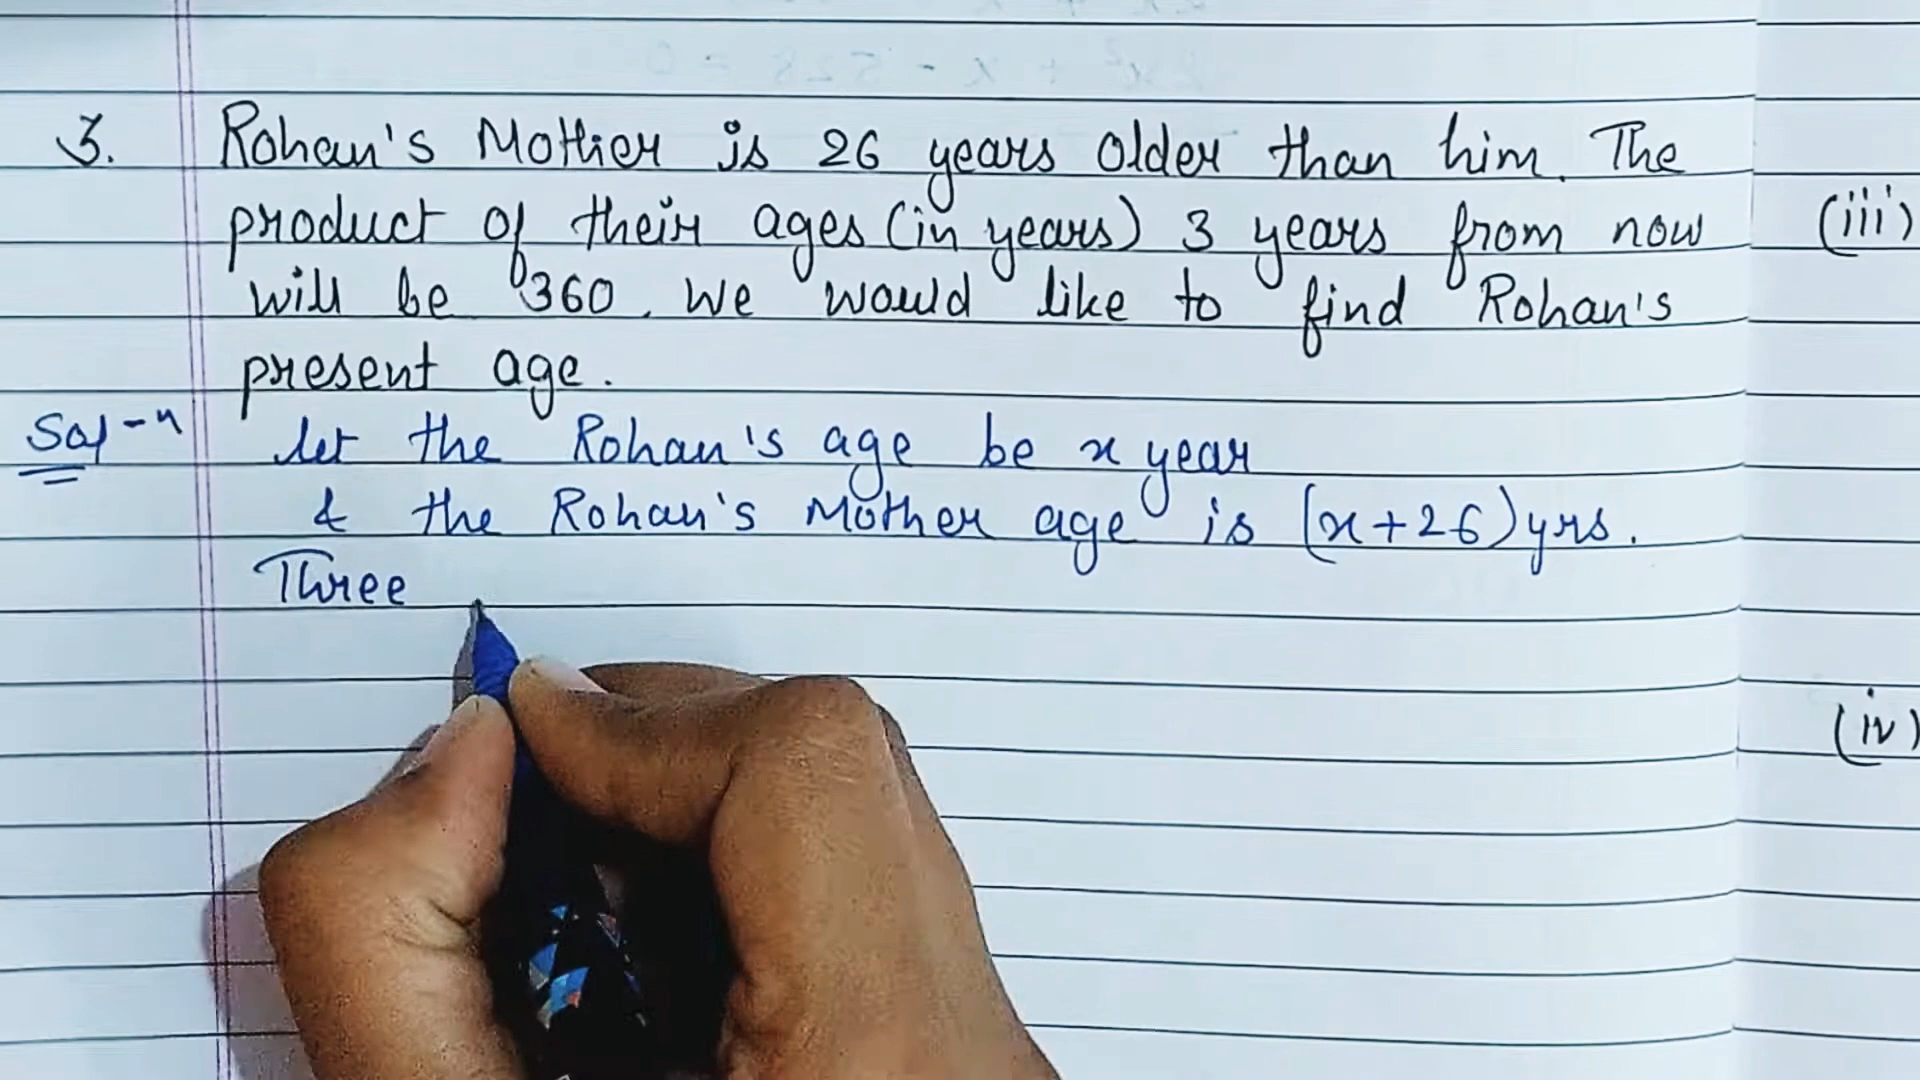 3. Rohan's Mother is 26 years older than him. The
product of their ages (in years) 3 years from now
will be 360. We would like to find Rohan's
present age.
Sol-n let the Rohan's age be x year
& the Rohan's Mother age is (x+26) yrs.
Three
(iii)
(iv)